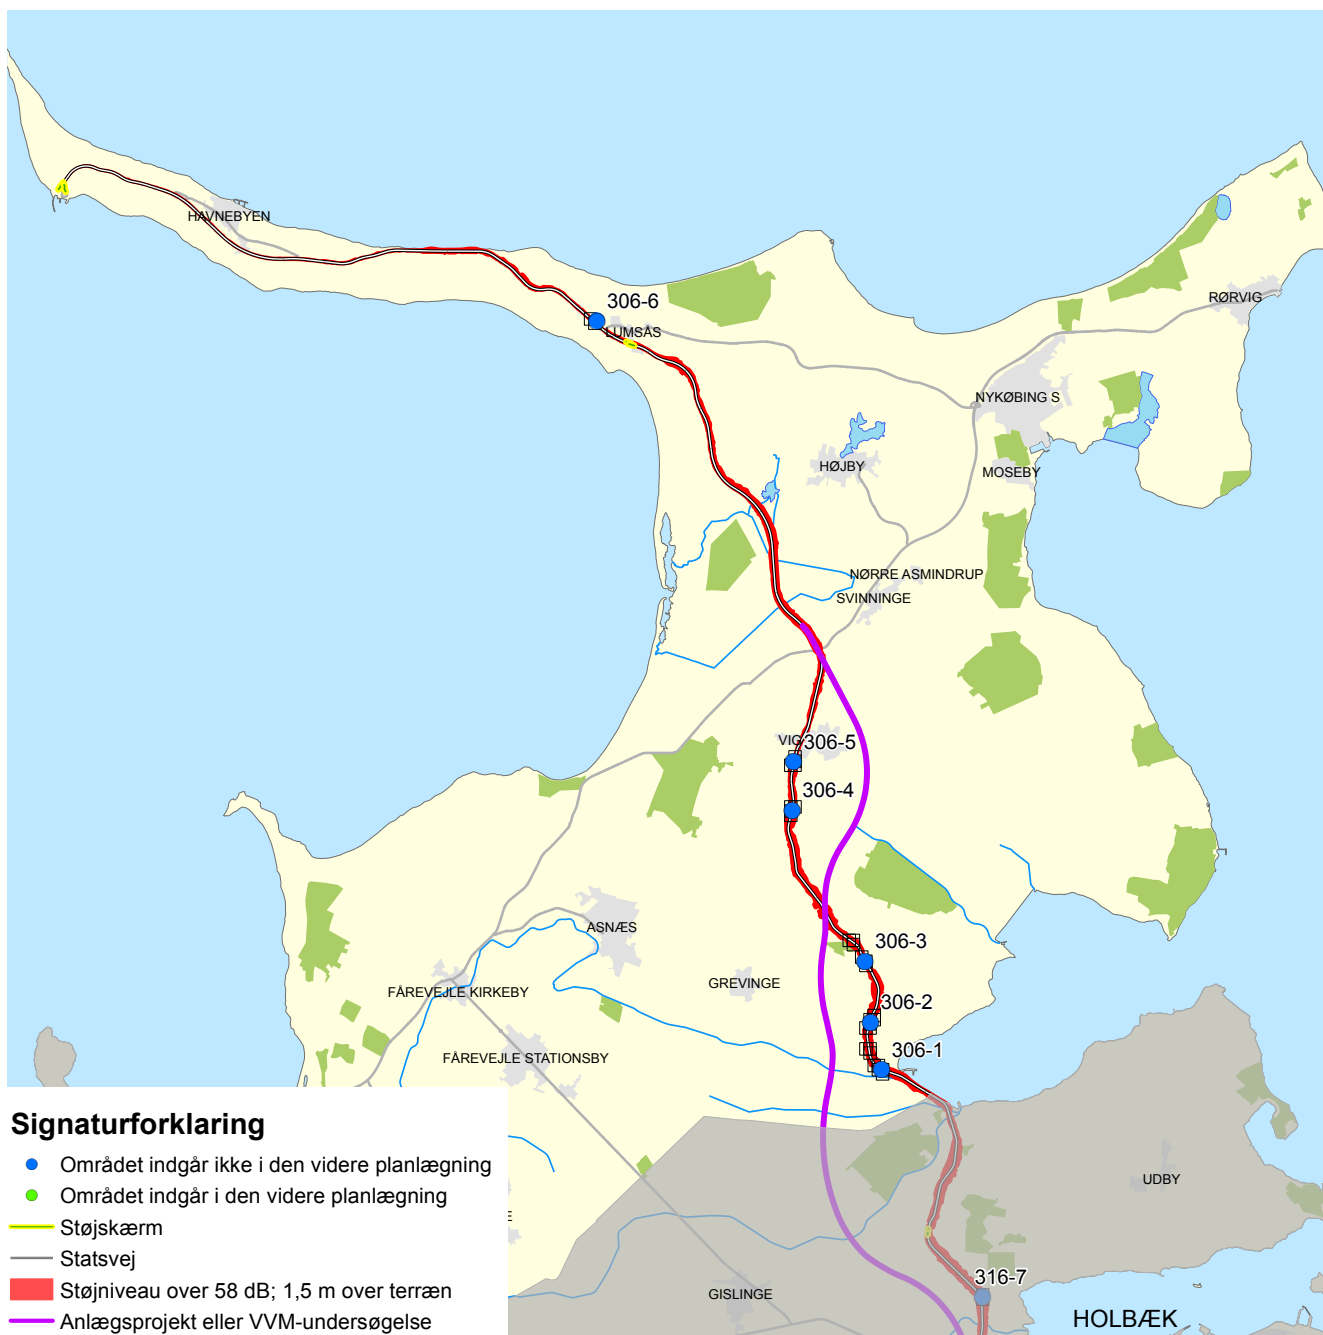 HAVNEBYEN
306-6
LUMSÅS
RØRVIG
NYKØBING S
HØJBY
MOSEBY
NØRRE ASMINDRUP
SVINNINGE
VIG
306-5
306-4
ASNÆS
306-3
GREVINGE
FÅREVEJLE KIRKEBY
306-2
306-1
FÅREVEJLE STATIONSBY
Signaturforklaring
Området indgår ikke i den videre planlægning
Området indgår i den videre planlægning
Støjskærm
Statsvej
Støjniveau over 58 dB; 1,5 m over terræn
Anlægsprojekt eller VVM-undersøgelse
E
UDBY
316-7
GISLINGE
HOLBÆK